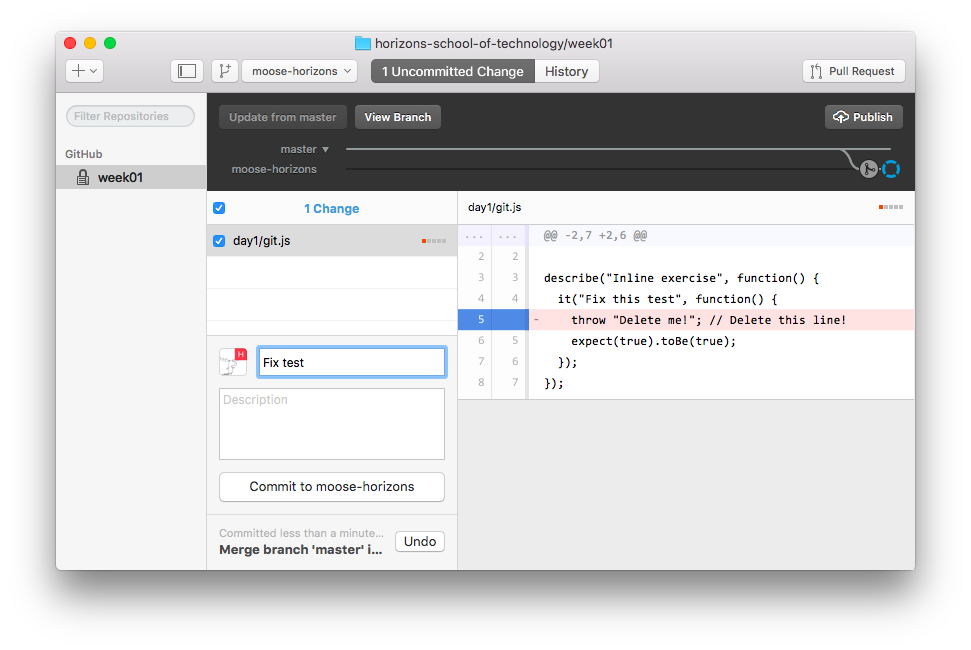 horizons-school-of-technology/week01
moose-horizons
1 Uncommitted Change
History
Pull Request
Filter Repositories
GitHub
week01
Update from master
View Branch
Publish
master
moose-horizons
1 Change
day1/git.js
H
Fix test
Description
Commit to moose-horizons
Committed less than a minute...
Merge branch 'master' i...
Undo
day1/git.js
... ... @@ -2,7 +2,6 @@
2 2
3 3 describe("Inline exercise", function() {
4 4 it("Fix this test", function() {
5 - throw "Delete me!"; // Delete this line!
6 5 expect(true).toBe(true);
7 6 });
8 7 });